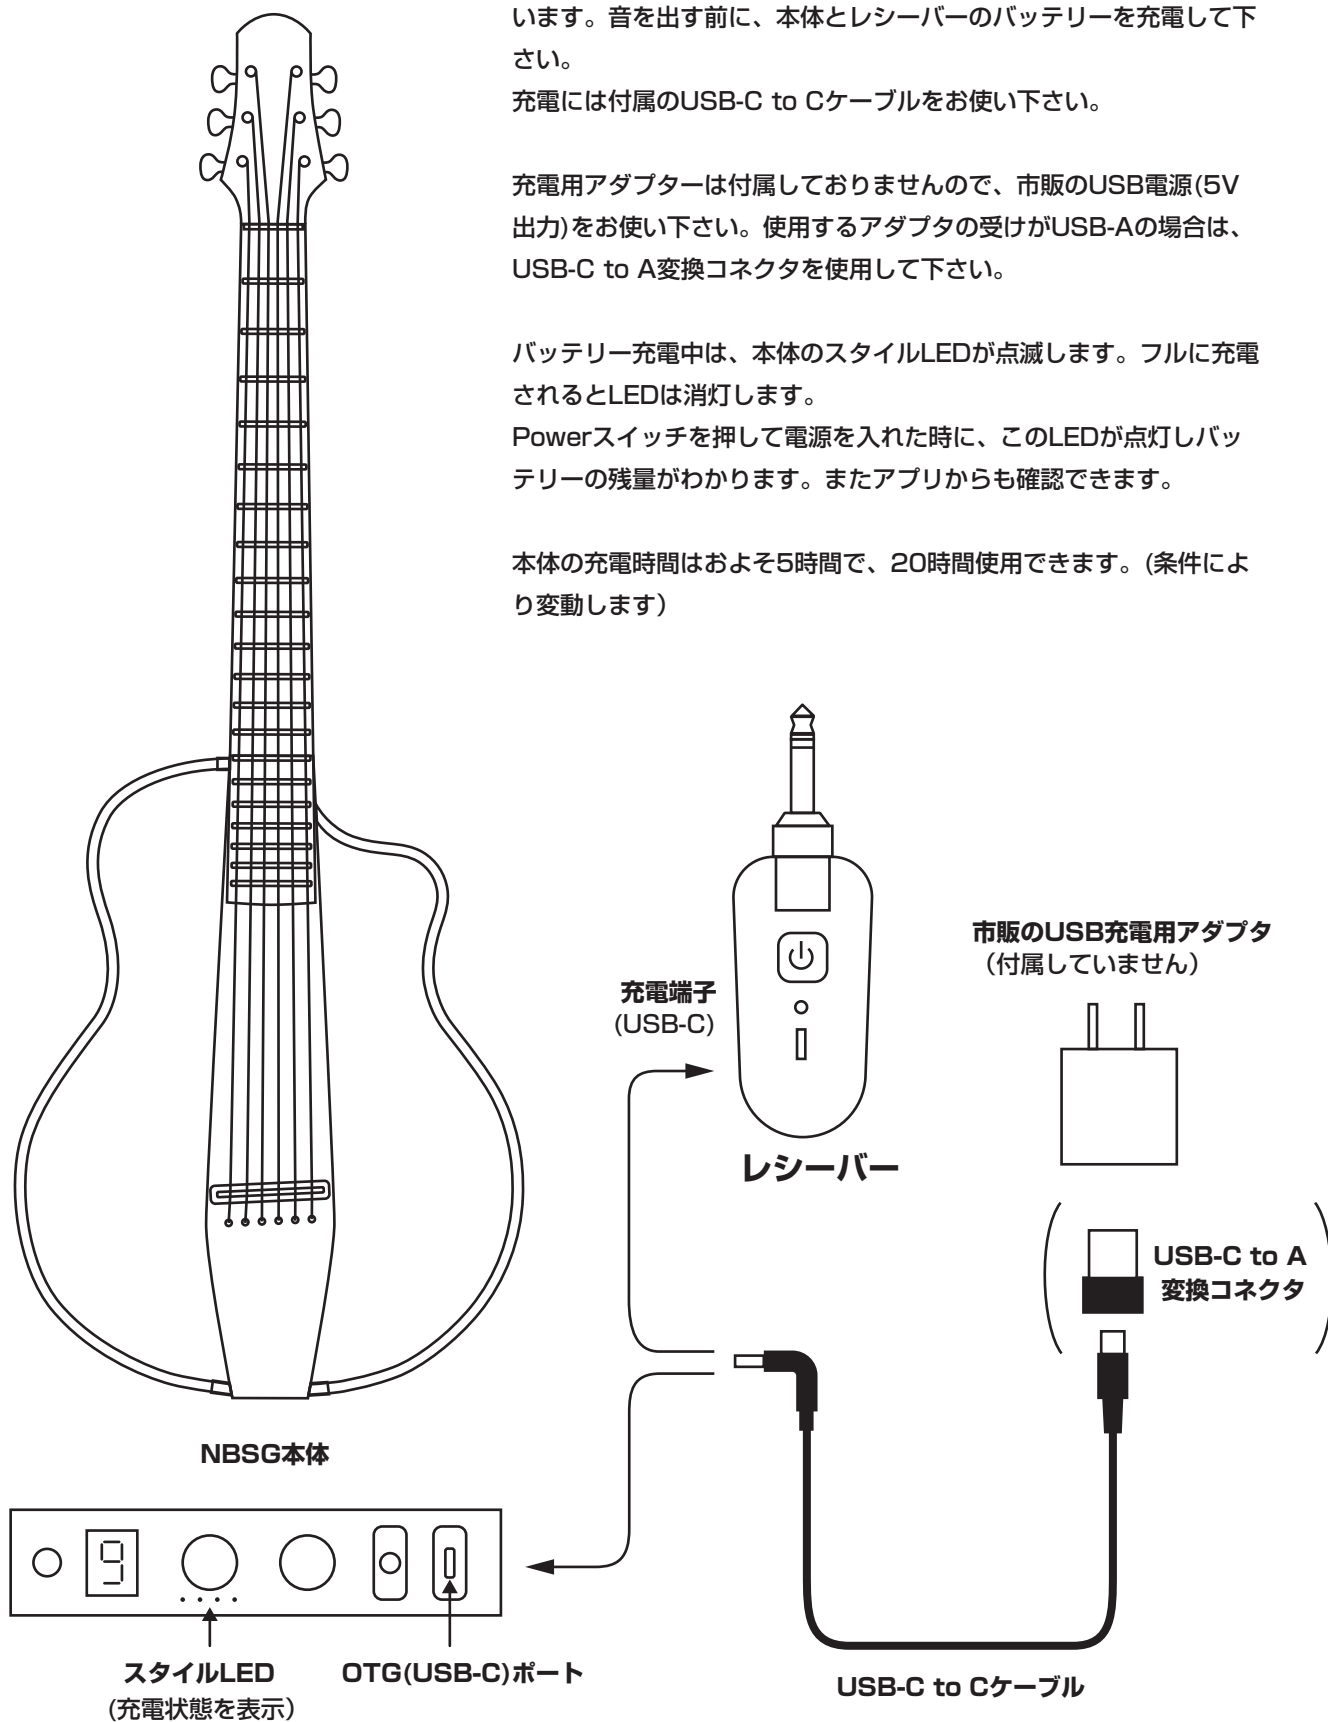 います。音を出す前に、本体とレシーバーのバッテリーを充電して下
さい。
充電には付属のUSB-C to Cケーブルをお使い下さい。
充電用アダプターは付属しておりませんので、市販のUSB電源(5V
出力)をお使い下さい。使用するアダプタの受けがUSB-Aの場合は、
USB-C to A変換コネクタを使用して下さい。
バッテリー充電中は、本体のスタイルLEDが点滅します。フルに充電
されるとLEDは消灯します。
Powerスイッチを押して電源を入れた時に、このLEDが点灯しバッ
テリーの残量がわかります。またアプリからも確認できます。
本体の充電時間はおよそ5時間で、20時間使用できます。(条件によ
り変動します）
市販のUSB充電用アダプタ
（付属していません）
充電端子
(USB-C)
レシーバー
USB-C to A
変換コネクタ
NBSG本体
9
スタイルLED
(充電状態を表示）
OTG(USB-C)ポート
USB-C to Cケーブル